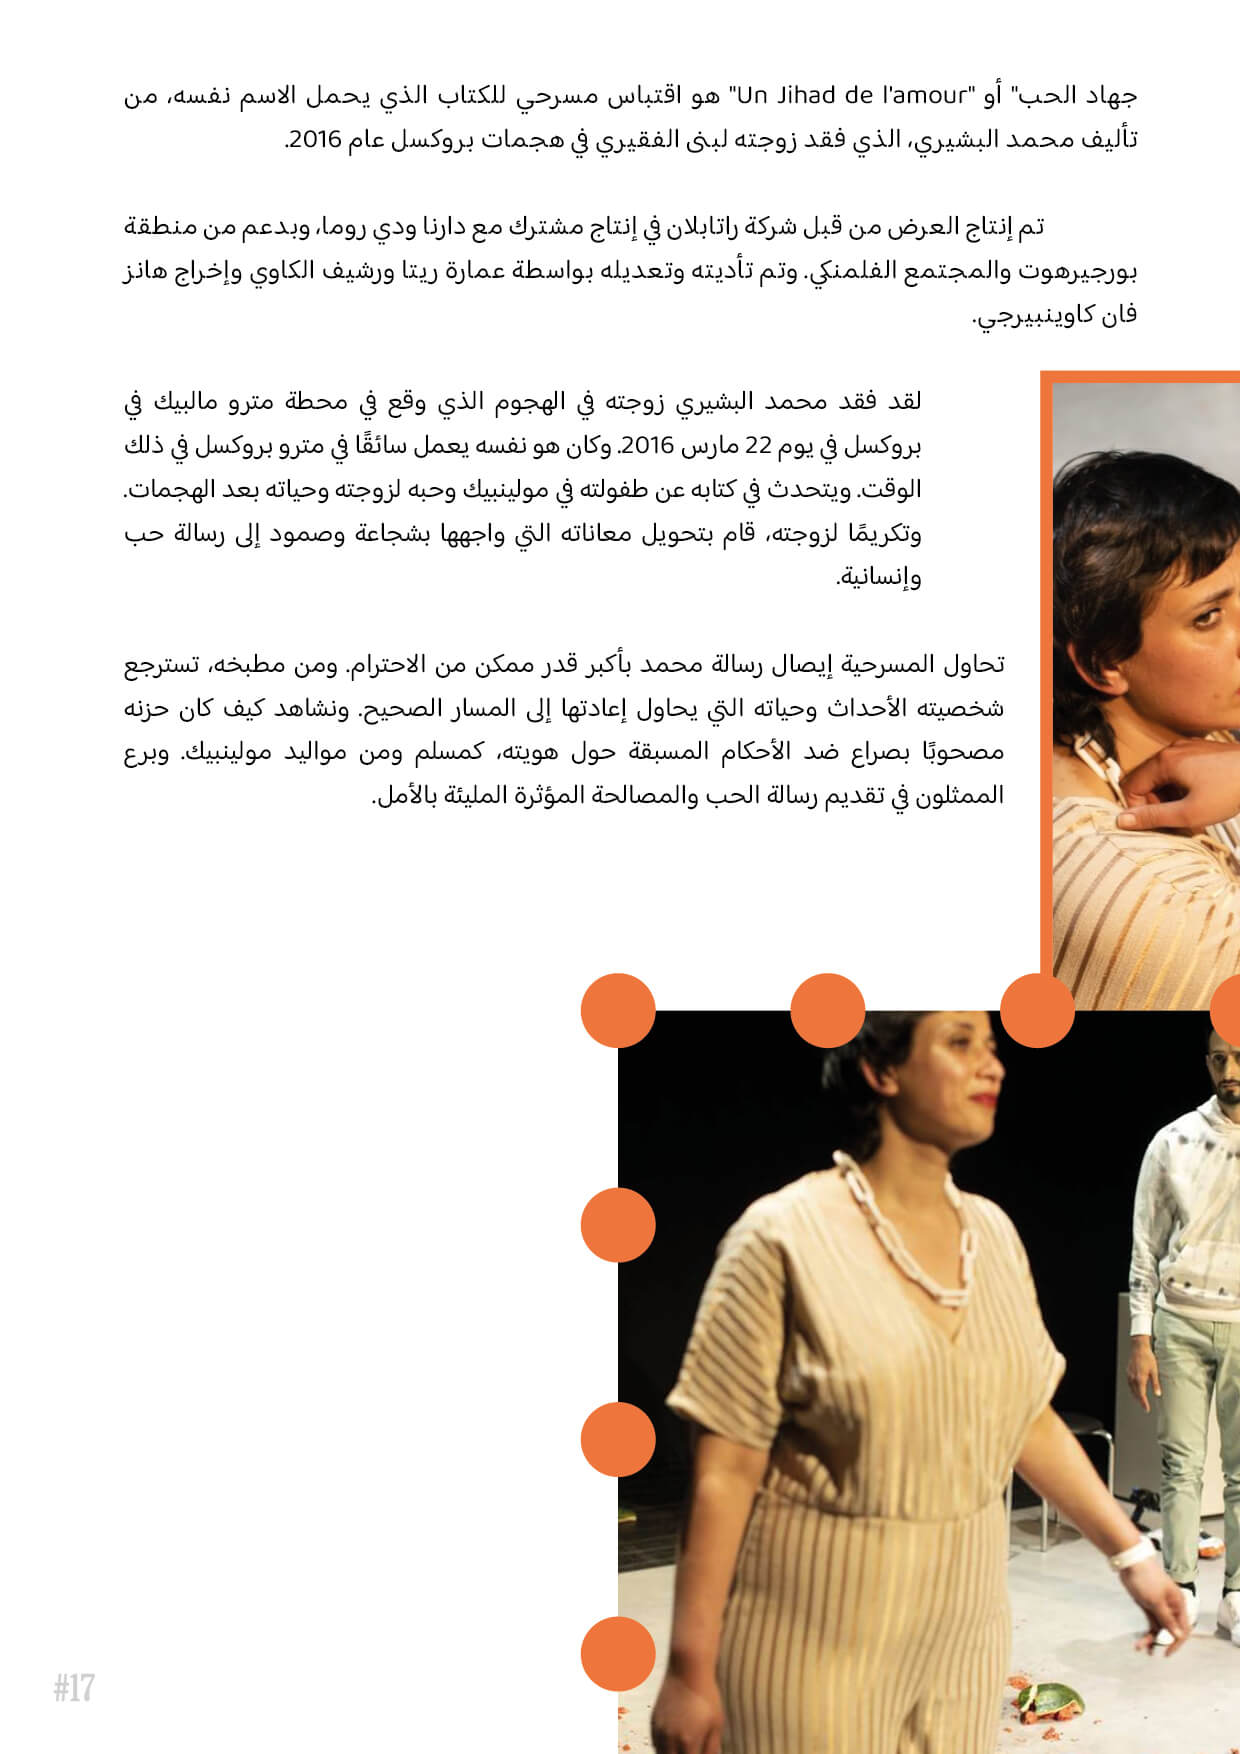 جهاد الحب" أو "Un Jihad de l'amour" هو اقتباس مسرحي للكتاب الذي يحمل الاسم نفسه، من
تأليف محمد البشيري، الذي فقد زوجته لبنى الفقيري في هجمات بروكسل عام 2016.
تم إنتاج العرض من قبل شركة راتابلان في إنتاج مشترك مع دارنا ودي روما، وبدعم من منطقة
بورجيرهوت والمجتمع الفلمنكي. وتم تأديته وتعديله بواسطة عمارة ريتا ورشيف الكاوي وإخراج هانز
فان كاوينبيرجي.
لقد فقد محمد البشيري زوجته في الهجوم الذي وقع في محطة مترو مالبيك في
بروكسل في يوم 22 مارس 2016. وكان هو نفسه يعمل سائقًا في مترو بروكسل في ذلك
الوقت. ويتحدث في كتابه عن طفولته في مولينبيك وحبه لزوجته وحياته بعد الهجمات.
وتكريمًا لزوجته، قام بتحويل معاناته التي واجهها بشجاعة وصمود إلى رسالة حب
وإنسانية.
تحاول المسرحية إيصال رسالة محمد بأكبر قدر ممكن من الاحترام. ومن مطبخه، تسترجع
شخصيته الأحداث وحياته التي يحاول إعادتها إلى المسار الصحيح. ونشاهد كيف كان حزنه
مصحوبًا بصراع ضد الأحكام المسبقة حول هويته، كمسلم ومن مواليد مولينبيك. وبرع
الممثلون في تقديم رسالة الحب والمصالحة المؤثرة المليئة بالأمل.
#17